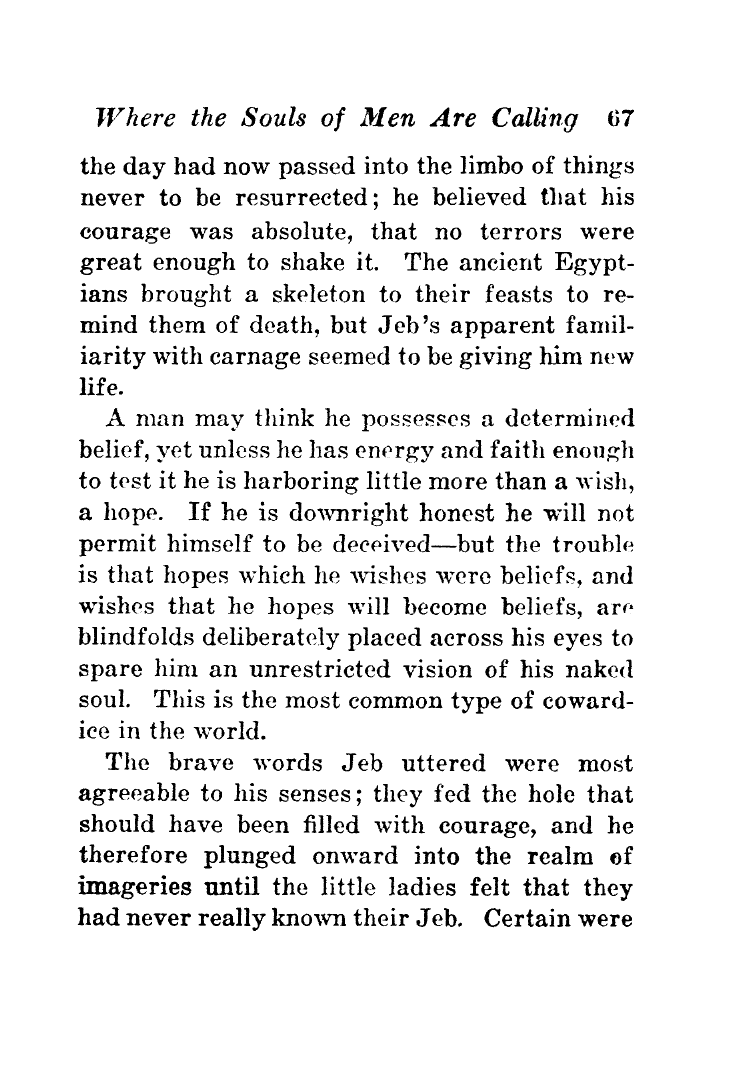 Where the Souls of Men Are Calling 67
the day had now passed into the limbo of things
never to be resurrected; he believed that his
courage was absolute, that no terrors were
great enough to shake it. The ancient Egypt-
ians brought a skeleton to their feasts to re-
mind them of death, but Jeb's apparent famil-
iarity with carnage seemed to be giving him new
life.
A man may think he possesses a determined
belief, yet unless he has energy and faith enough
to test it he is harboring little more than a wish,
a hope. If he is downright honest he will not
permit himself to be deceived—but the trouble
is that hopes which he wishes were beliefs, and
wishes that he hopes will become beliefs, are
blindfolds deliberately placed across his eyes to
spare him an unrestricted vision of his naked
soul. This is the most common type of coward-
ice in the world.
The brave words Jeb uttered were most
agreeable to his senses; they fed the hole that
should have been filled with courage, and he
therefore plunged onward into the realm of
imageries until the little ladies felt that they
had never really known their Jeb. Certain were